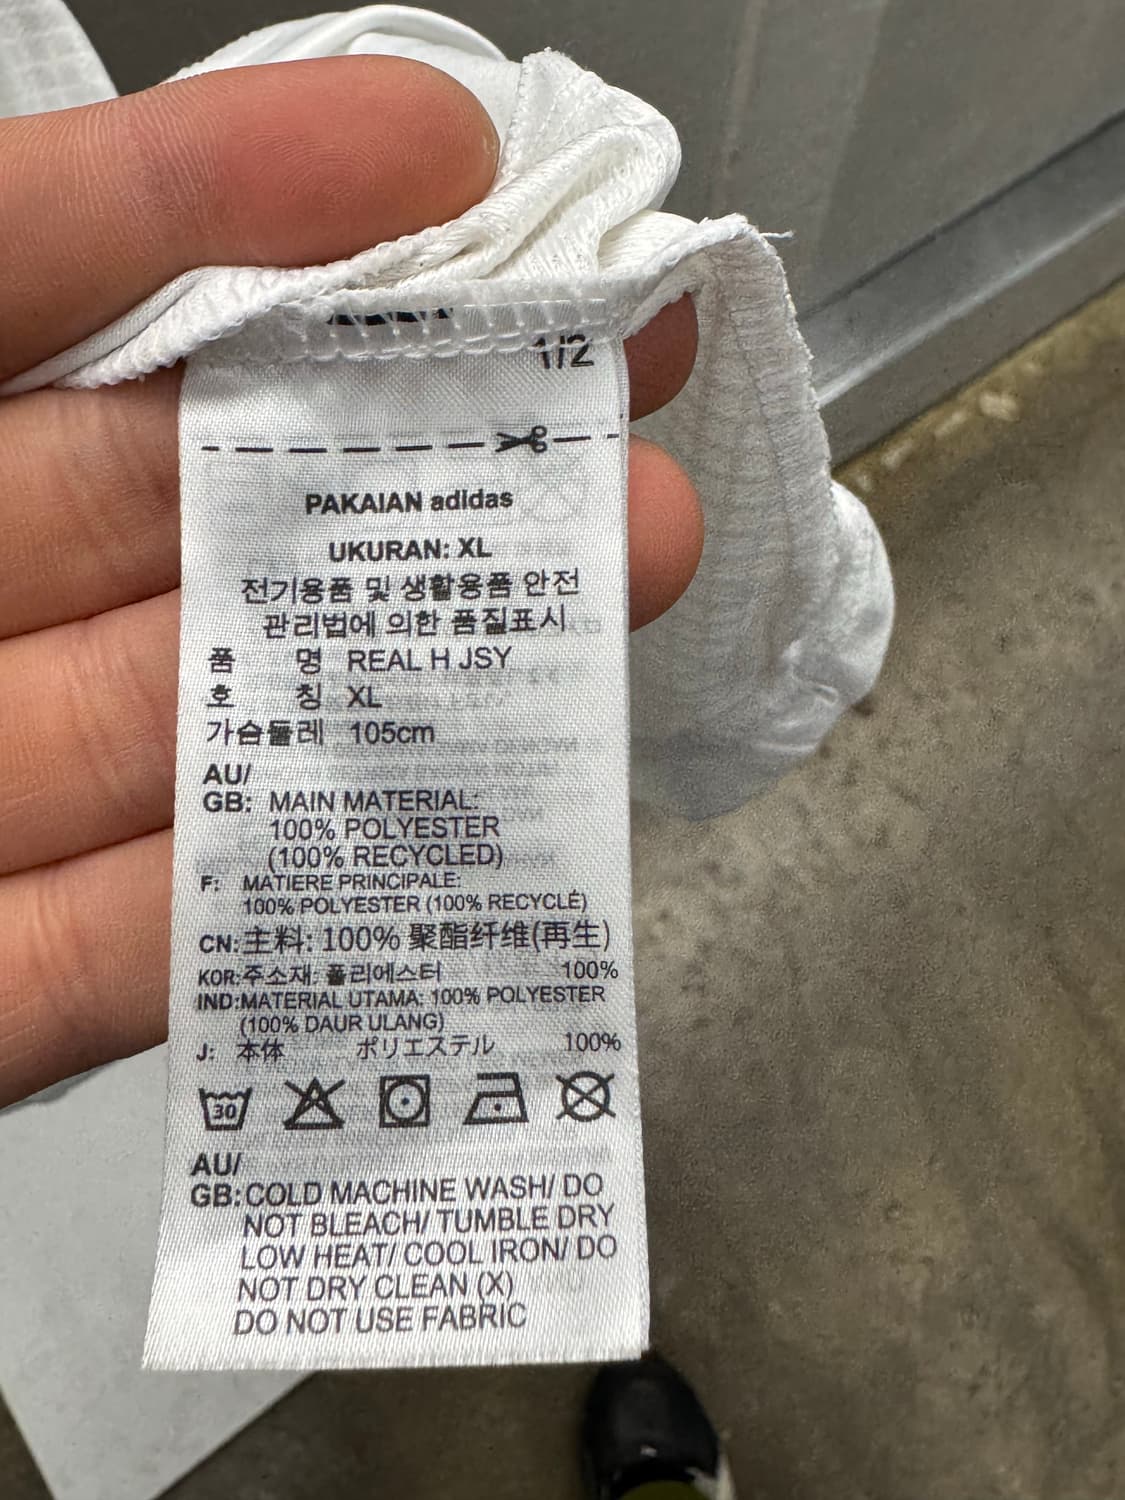 1/2
PAKAIAN adidas
UKURAN: XL
전기용품 및 생활용품 안전
관리법에 의한 품질표시
품 명 REAL H JSY
호 칭 XL
가슴둘레 105cm
AU/
GB: MAIN MATERIAL:
100% POLYESTER
(100% RECYCLED)
F: MATIERE PRINCIPALE:
100% POLYESTER (100% RECYCLÉ)
CN: 主料: 100% 聚酯纤维(再生)
KOR: 주소재: 폴리에스터 100%
IND: MATERIAL UTAMA: 100% POLYESTER
(100% DAUR ULANG)
J: 本体 ポリエステル 100%
30
AU/
GB: COLD MACHINE WASH/ DO
NOT BLEACH/ TUMBLE DRY
LOW HEAT/ COOL IRON/ DO
NOT DRY CLEAN (X)
DO NOT USE FABRIC